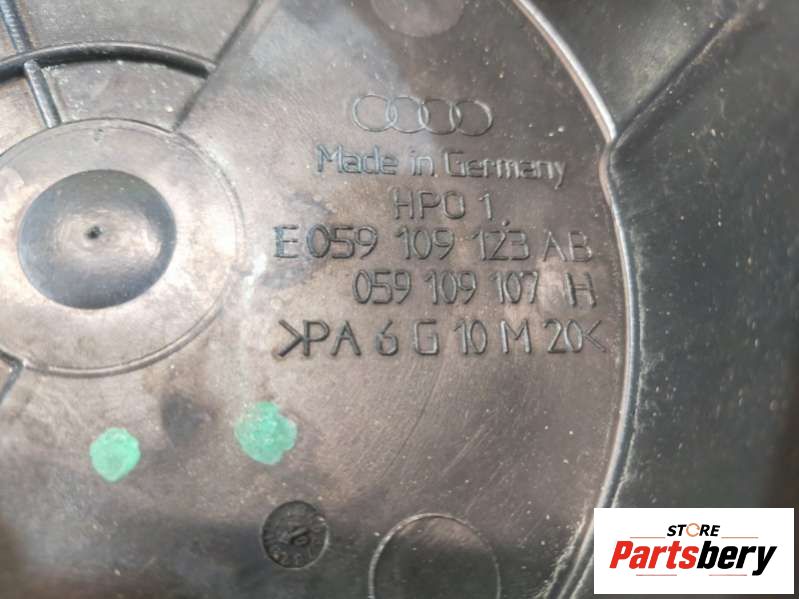 Made in Germany
HPO 1
E 059 109 123 AB
059 109 107 H
>PA 6 G 10 M 20<
STORE
Partsbery